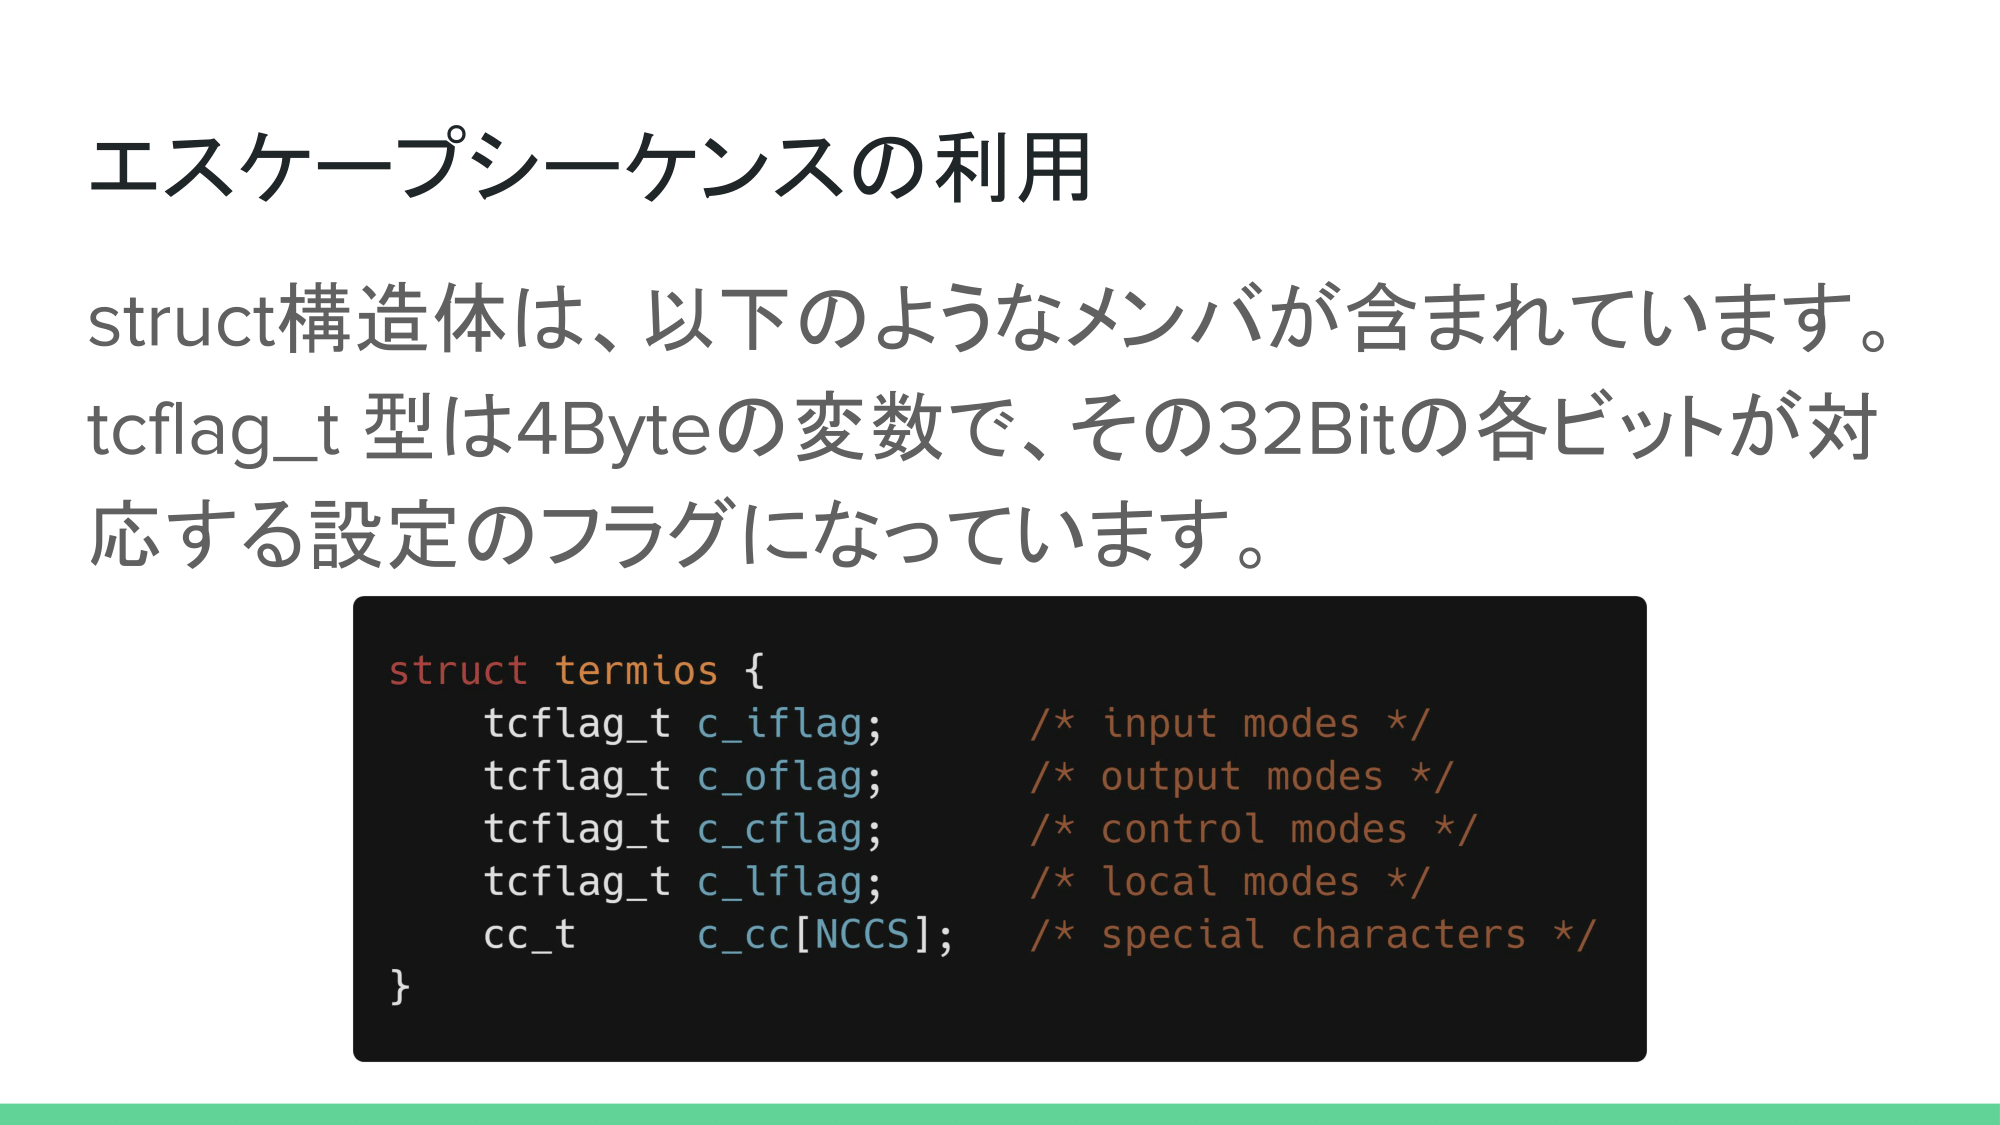 エスケープシーケンスの利用
struct構造体は、以下のようなメンバが含まれています。
tcflag_t 型は4Byteの変数で、その32Bitの各ビットが対
応する設定のフラグになっています。
struct termios {
    tcflag_t c_iflag;      /* input modes */
    tcflag_t c_oflag;      /* output modes */
    tcflag_t c_cflag;      /* control modes */
    tcflag_t c_lflag;      /* local modes */
    cc_t     c_cc[NCCS];   /* special characters */
}